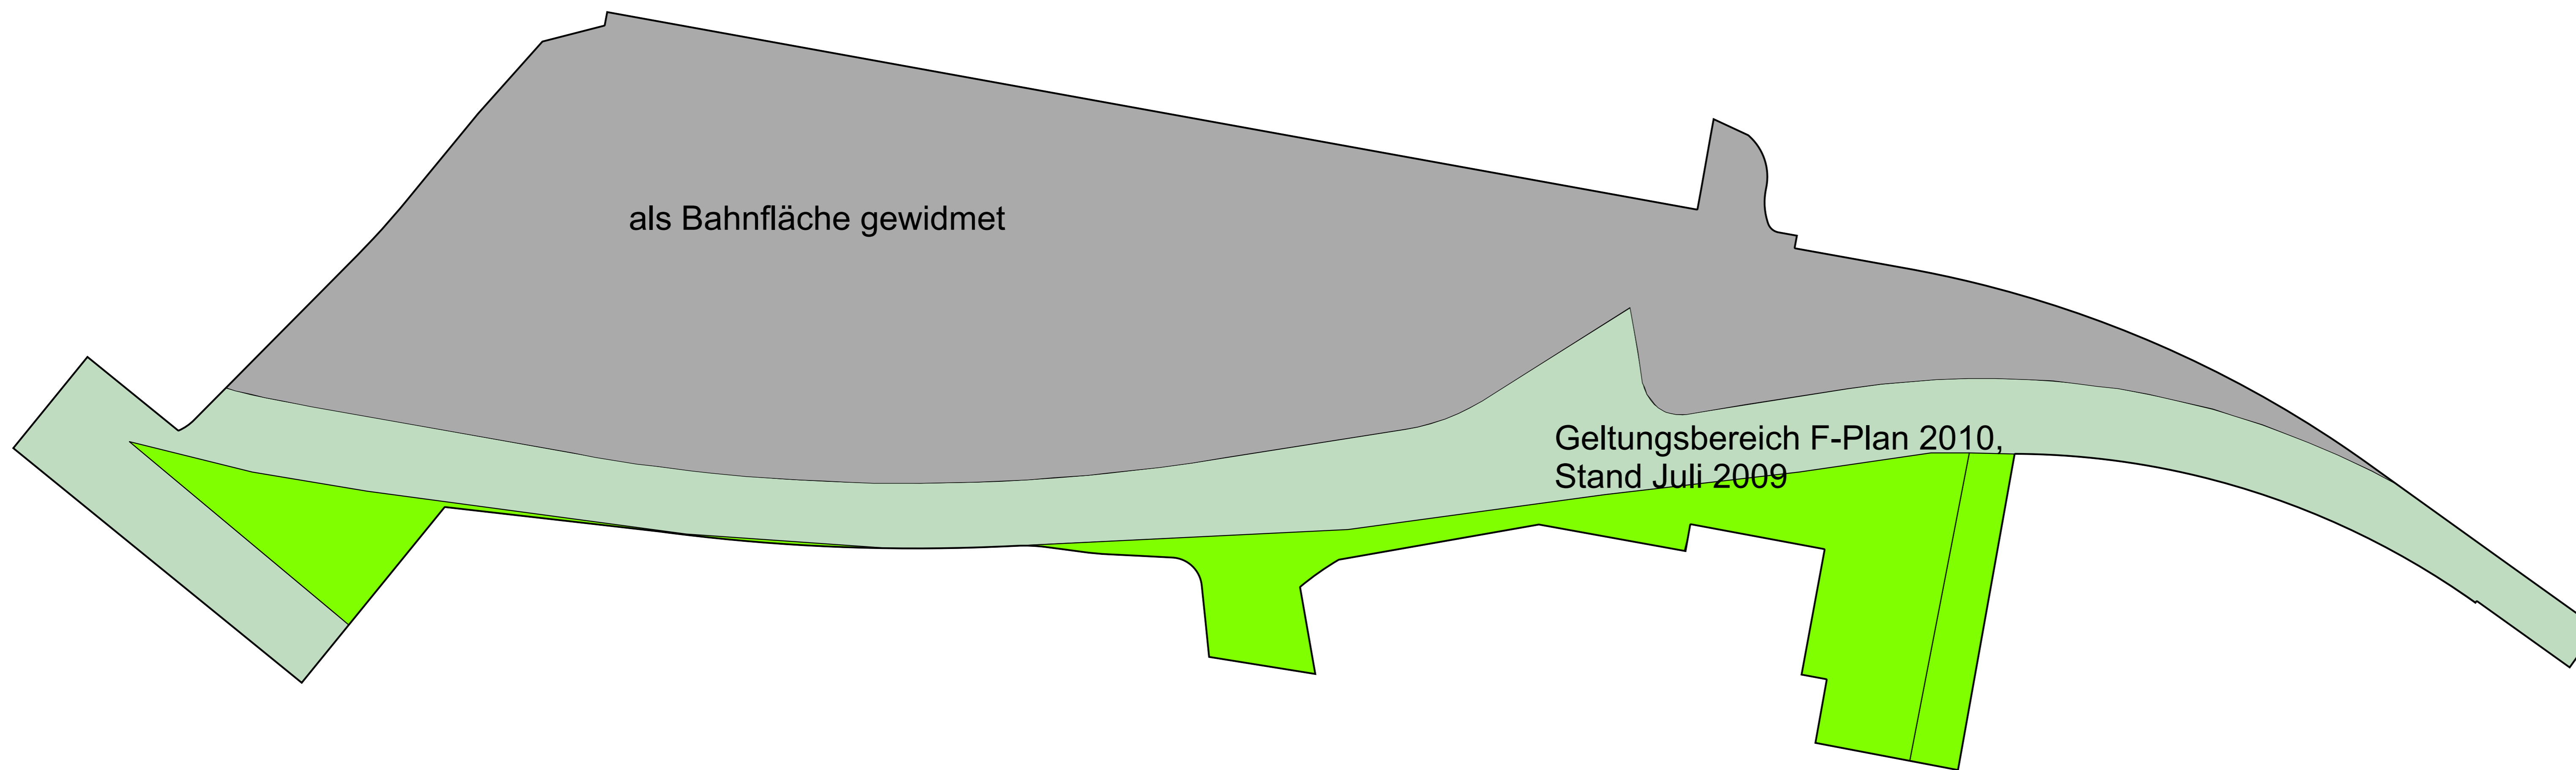 als Bahnfläche gewidmet
Geltungsbereich F-Plan 2010,
Stand Juli 2009